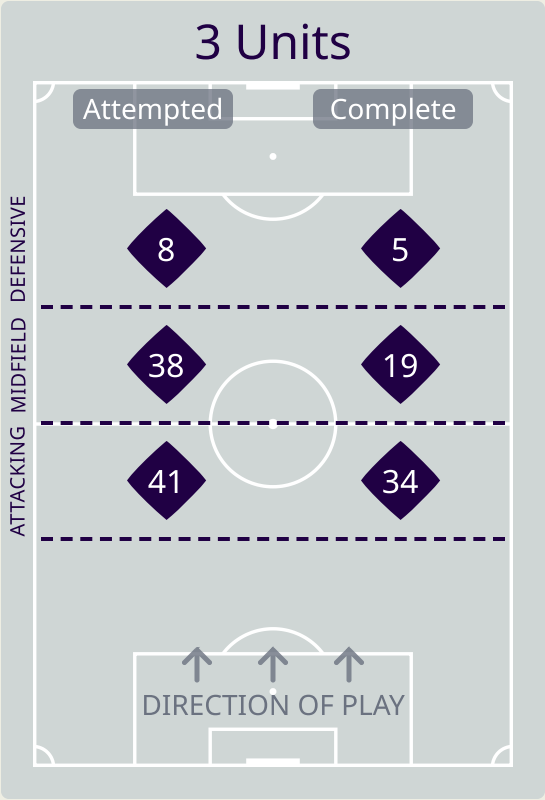 3 Units
Attempted Complete
DEFENSIVE
8 5
MIDFIELD
38 19
ATTACKING
41 34
DIRECTION OF PLAY